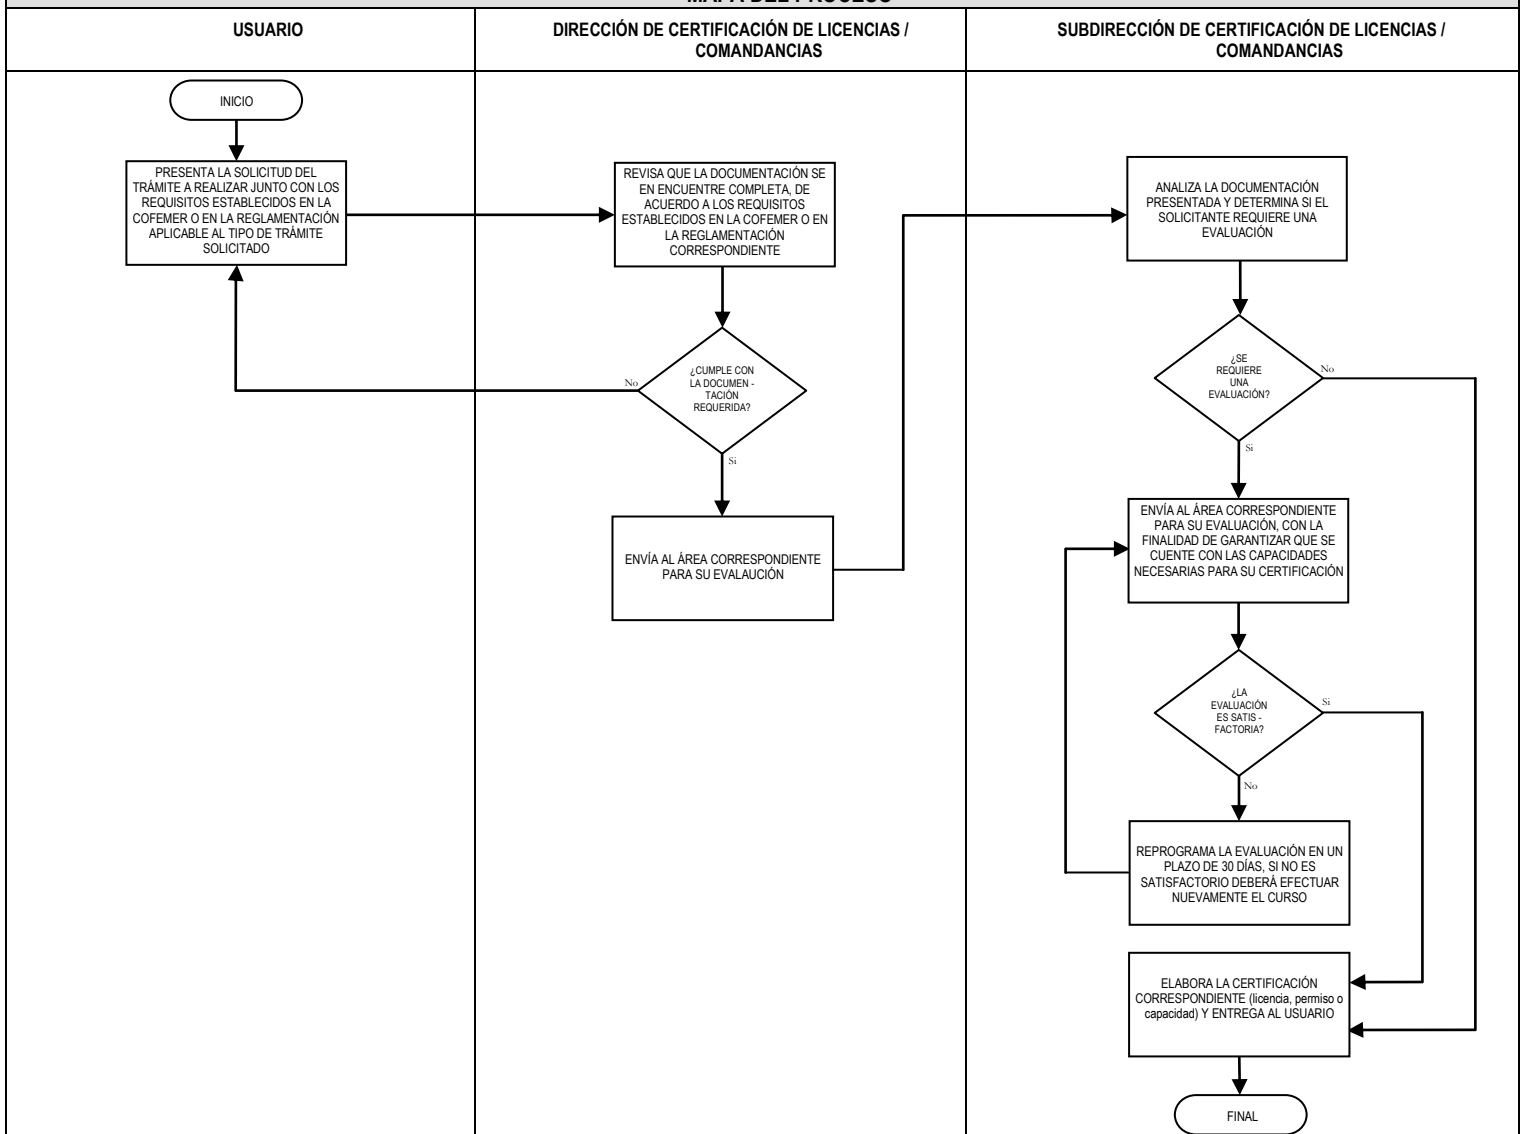 MAPA DEL PROCESO
USUARIO
DIRECCIÓN DE CERTIFICACIÓN DE LICENCIAS /
COMANDANCIAS
SUBDIRECCIÓN DE CERTIFICACIÓN DE LICENCIAS /
COMANDANCIAS
INICIO
PRESENTA LA SOLICITUD DEL
TRÁMITE A REALIZAR JUNTO CON LOS
REQUISITOS ESTABLECIDOS EN LA
COFEMER O EN LA REGLAMENTACIÓN
APLICABLE AL TIPO DE TRÁMITE
SOLICITADO
REVISA QUE LA DOCUMENTACIÓN SE
EN ENCUENTRE COMPLETA, DE
ACUERDO A LOS REQUISITOS
ESTABLECIDOS EN LA COFEMER O EN
LA REGLAMENTACIÓN
CORRESPONDIENTE
¿CUMPLE CON
LA DOCUMEN -
TACIÓN
REQUERIDA?
No
Si
ENVÍA AL ÁREA CORRESPONDIENTE
PARA SU EVALAUCIÓN
ANALIZA LA DOCUMENTACIÓN
PRESENTADA Y DETERMINA SI EL
SOLICITANTE REQUIERE UNA
EVALUACIÓN
¿SE
REQUIERE
UNA
EVALUACIÓN?
No
Si
ENVÍA AL ÁREA CORRESPONDIENTE
PARA SU EVALUACIÓN, CON LA
FINALIDAD DE GARANTIZAR QUE SE
CUENTE CON LAS CAPACIDADES
NECESARIAS PARA SU CERTIFICACIÓN
¿LA
EVALUACIÓN
ES SATIS -
FACTORIA?
Si
No
REPROGRAMA LA EVALUACIÓN EN UN
PLAZO DE 30 DÍAS, SI NO ES
SATISFACTORIO DEBERÁ EFECTUAR
NUEVAMENTE EL CURSO
ELABORA LA CERTIFICACIÓN
CORRESPONDIENTE (licencia, permiso o
capacidad) Y ENTREGA AL USUARIO
FINAL